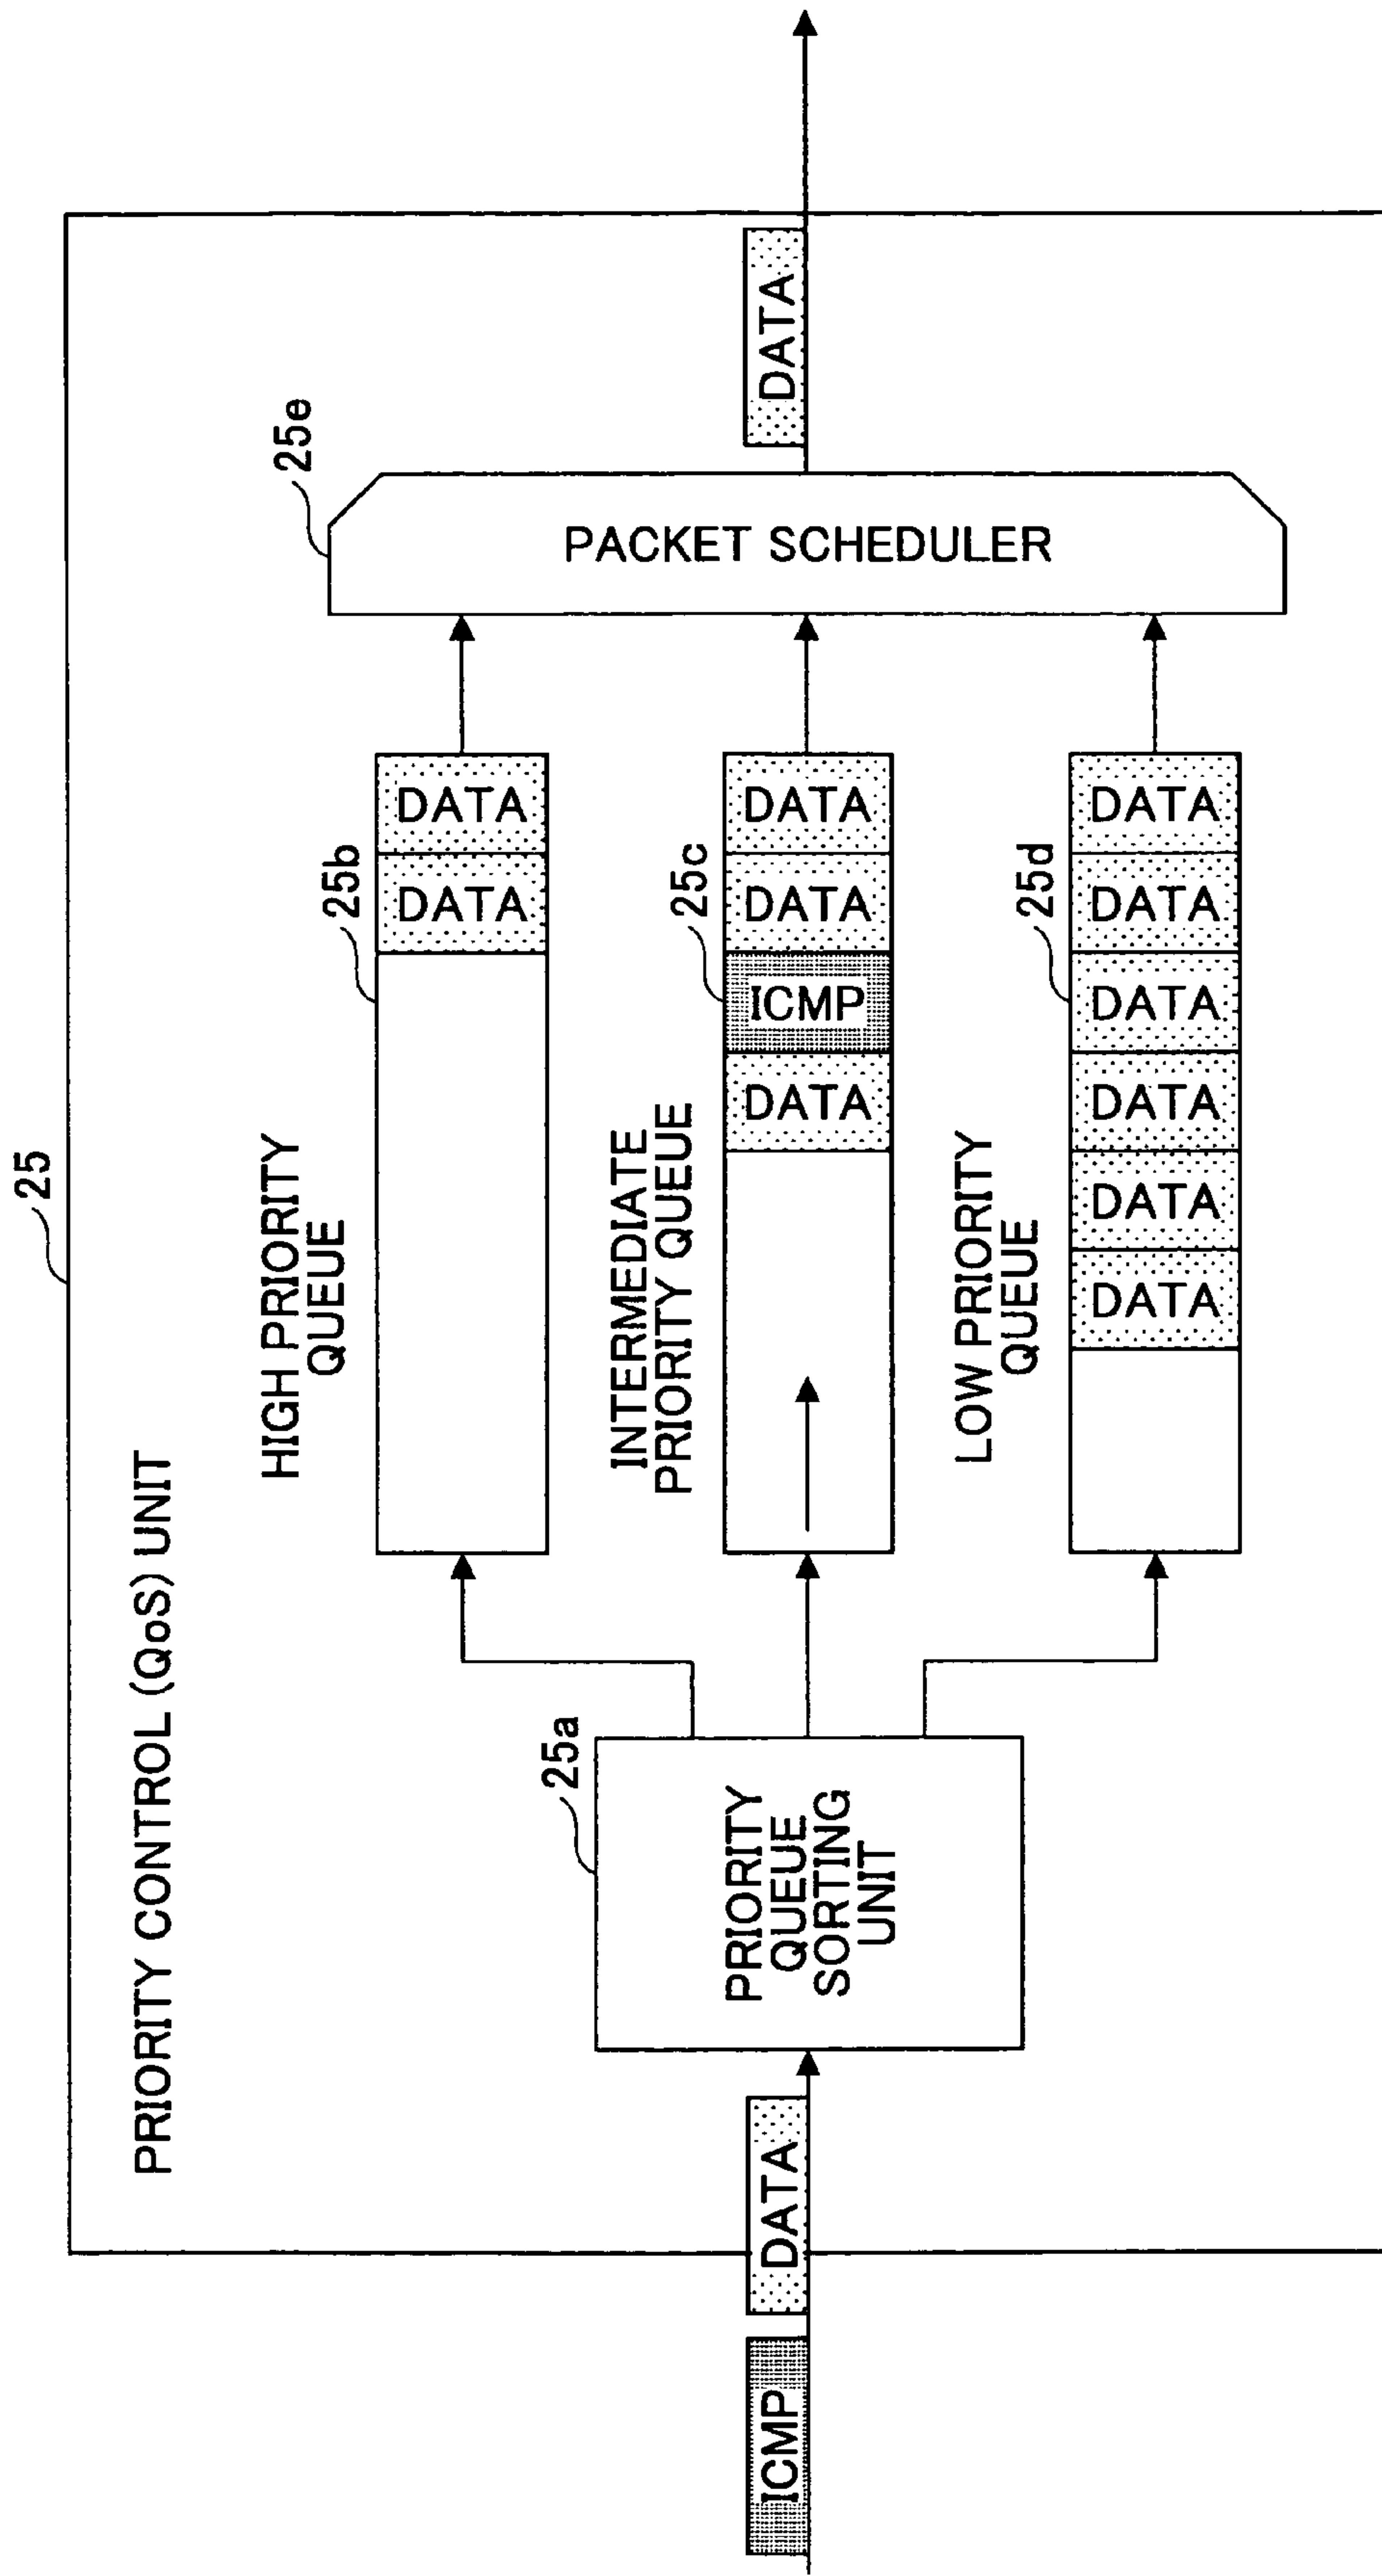 25
PRIORITY CONTROL (QoS) UNIT
ICMP
DATA
25a
PRIORITY
QUEUE
SORTING
UNIT
HIGH PRIORITY
QUEUE
25b
DATA
DATA
INTERMEDIATE
PRIORITY QUEUE
25c
DATA
ICMP
DATA
DATA
LOW PRIORITY
QUEUE
25d
DATA
DATA
DATA
DATA
DATA
DATA
25e
PACKET SCHEDULER
DATA